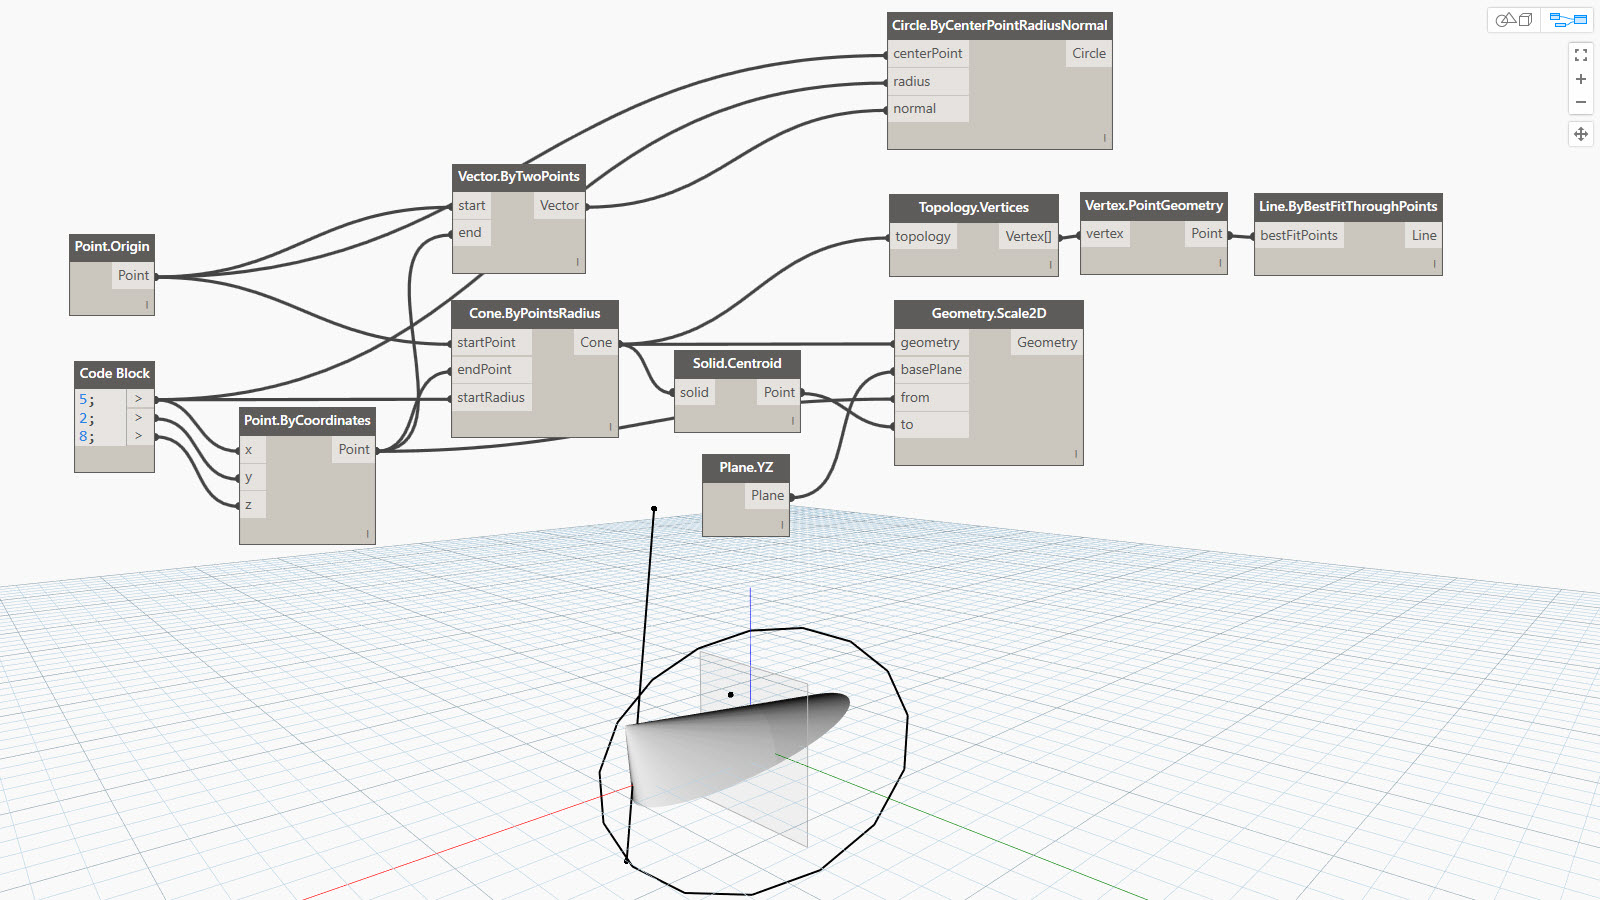 Circle.ByCenterPointRadiusNormal
centerPoint Circle
radius
normal
Vector.ByTwoPoints
start Vector
end
Topology.Vertices
topology Vertex[]
Vertex.PointGeometry
vertex Point
Line.ByBestFitThroughPoints
bestFitPoints Line
Point.Origin
Point
Cone.ByPointsRadius
startPoint Cone
endPoint
startRadius
Geometry.Scale2D
geometry Geometry
basePlane
from
to
Solid.Centroid
solid Point
Code Block
5; >
2; >
8; >
Point.ByCoordinates
x Point
y
z
Plane.YZ
Plane